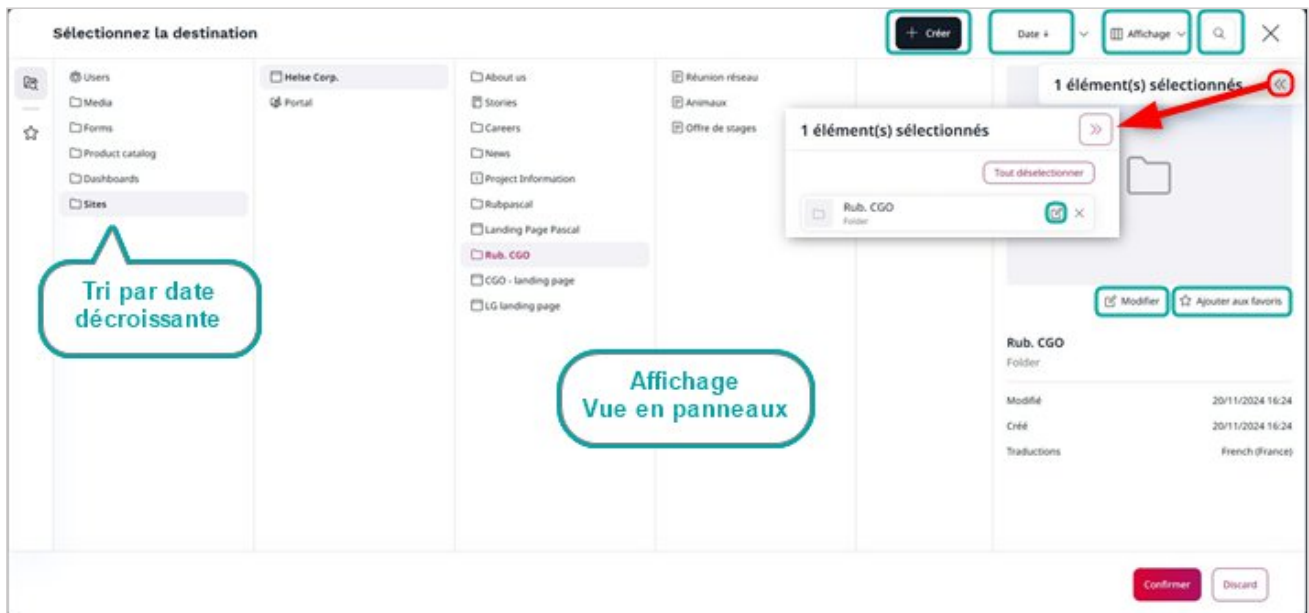 Sélectionnez la destination
+ Créer
Date ↓
Affichage
Users
Media
Forms
Product catalog
Dashboards
Sites
Helse Corp.
Portal
About us
Stories
Careers
News
Project Information
Rubpascal
Landing Page Pascal
Rub. CGO
CGO - landing page
LG landing page
Réunion réseau
Animaux
Offre de stages
1 élément(s) sélectionnés
1 élément(s) sélectionnés
Tout déselectionner
Rub. CGO
Folder
Modifier
Ajouter aux favoris
Rub. CGO
Folder
Modifié 20/11/2024 16:24
Créé 20/11/2024 16:24
Traductions French (France)
Tri par date
décroissante
Affichage
Vue en panneaux
Confirmer
Discard